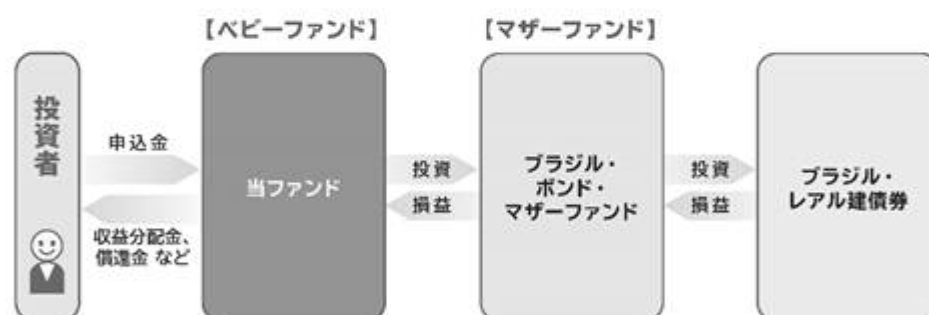 【ベビーファンド】
【マザーファンド】
投資者
申込金
収益分配金、
償還金 など
当ファンド
投資
損益
ブラジル・
ボンド・
マザーファンド
投資
損益
ブラジル・
レアル建債券